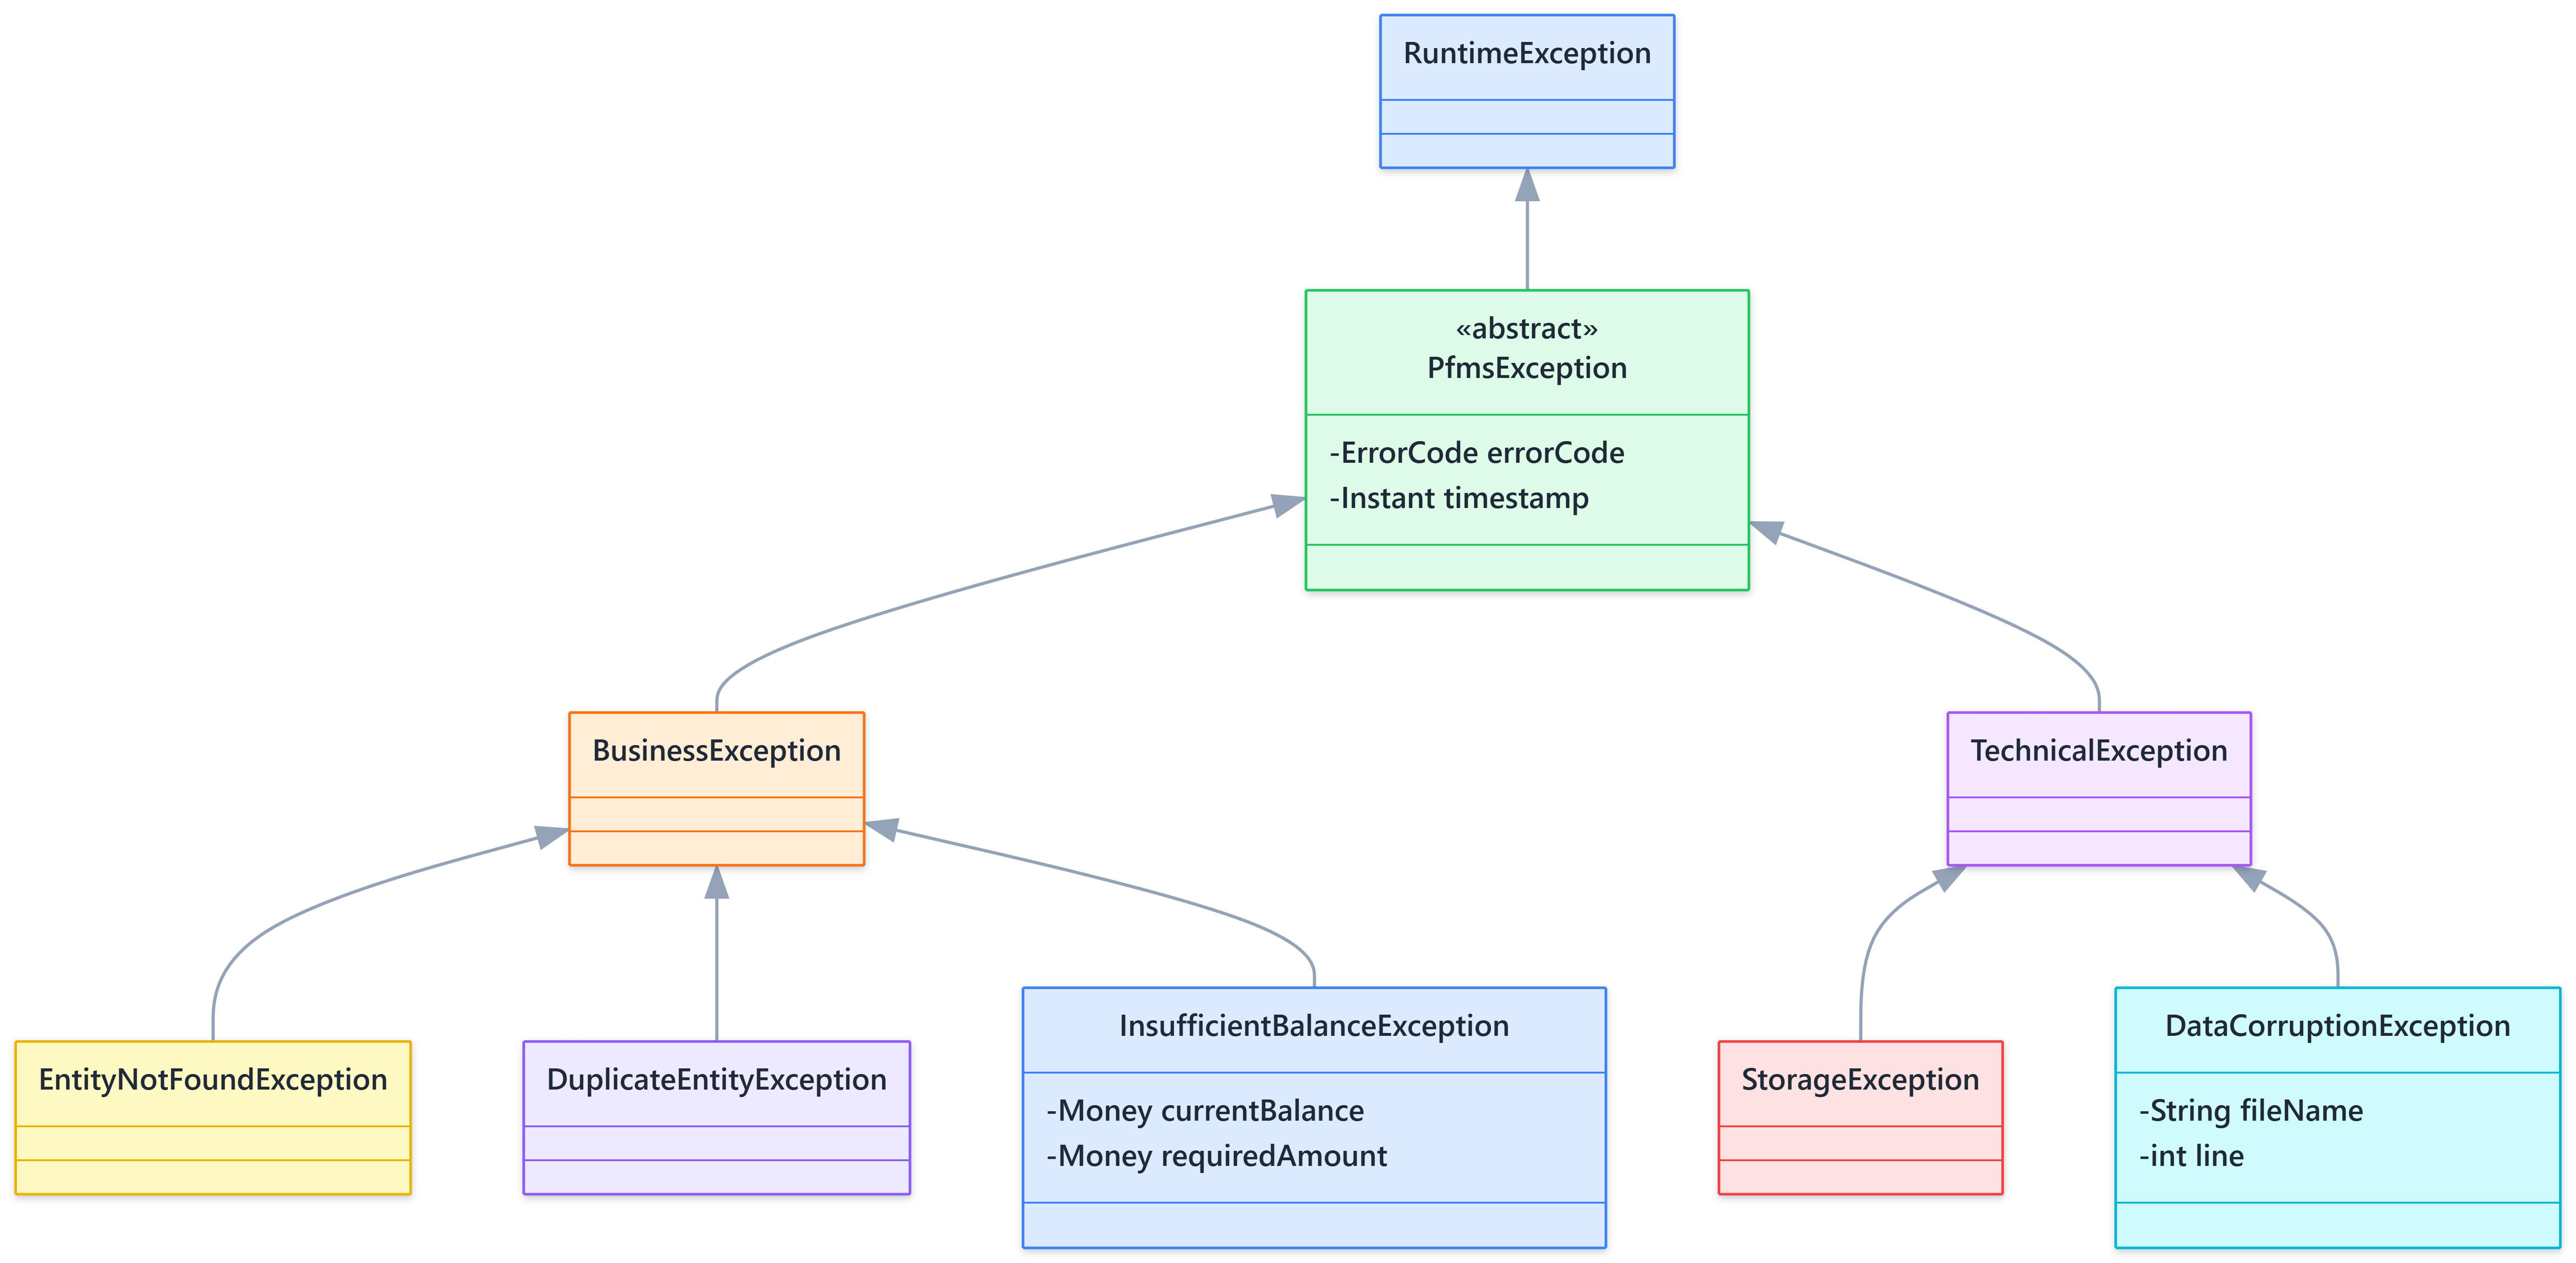 RuntimeException
«abstract»
PfmsException
-ErrorCode errorCode
-Instant timestamp
BusinessException
TechnicalException
EntityNotFoundException
DuplicateEntityException
InsufficientBalanceException
-Money currentBalance
-Money requiredAmount
StorageException
DataCorruptionException
-String fileName
-int line